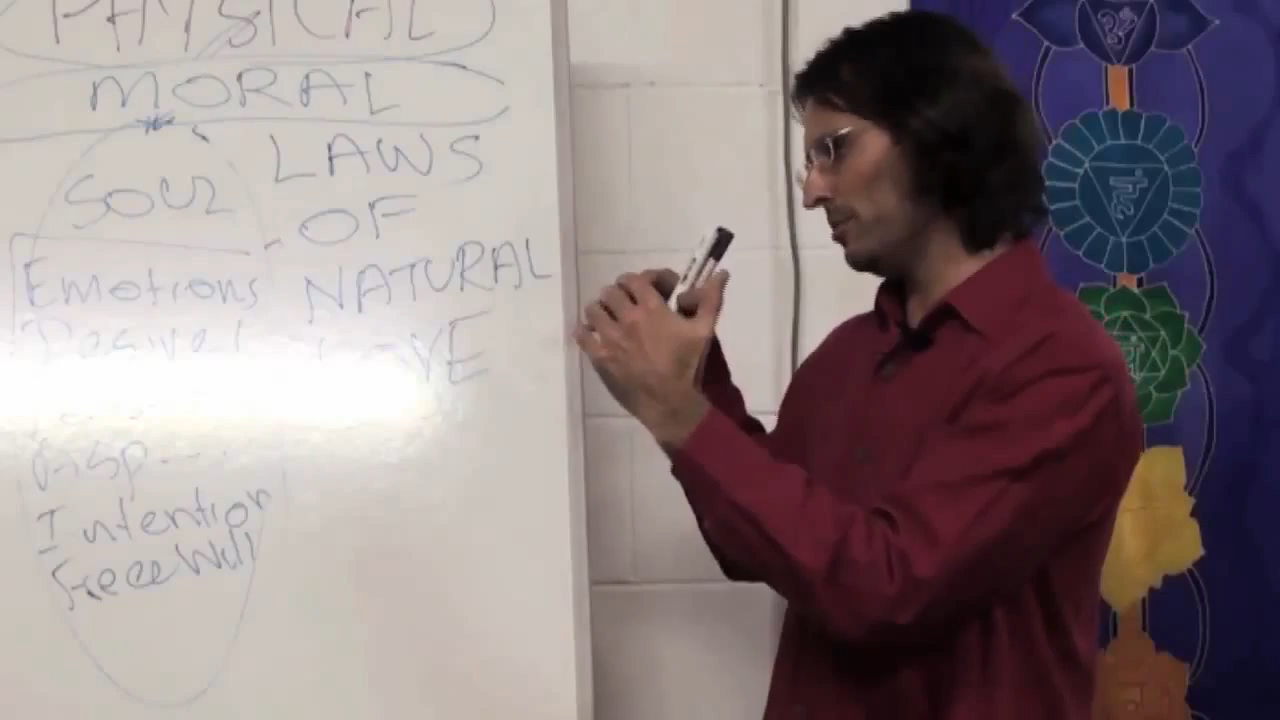 PHYSICAL
MORAL
SOUL
LAWS
OF
NATURAL
Emotions
Intention
Free Will